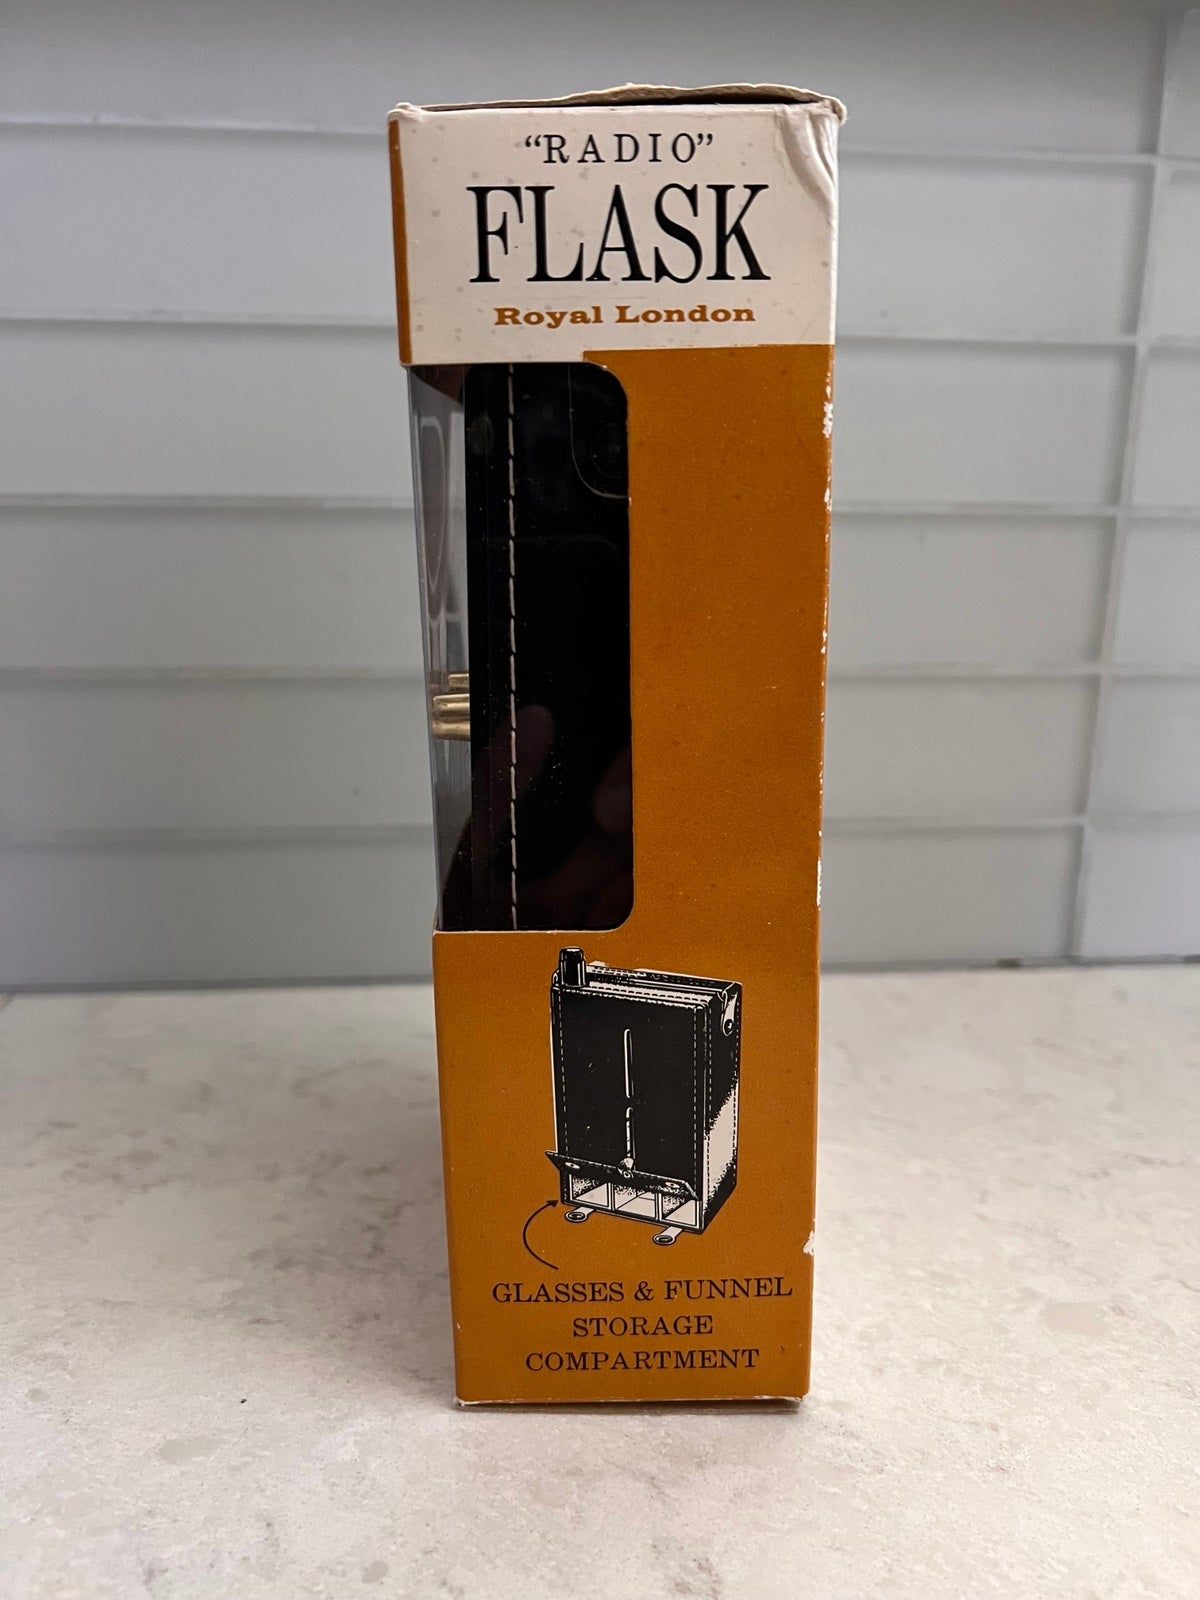 “RADIO”
FLASK
Royal London
GLASSES & FUNNEL
STORAGE
COMPARTMENT